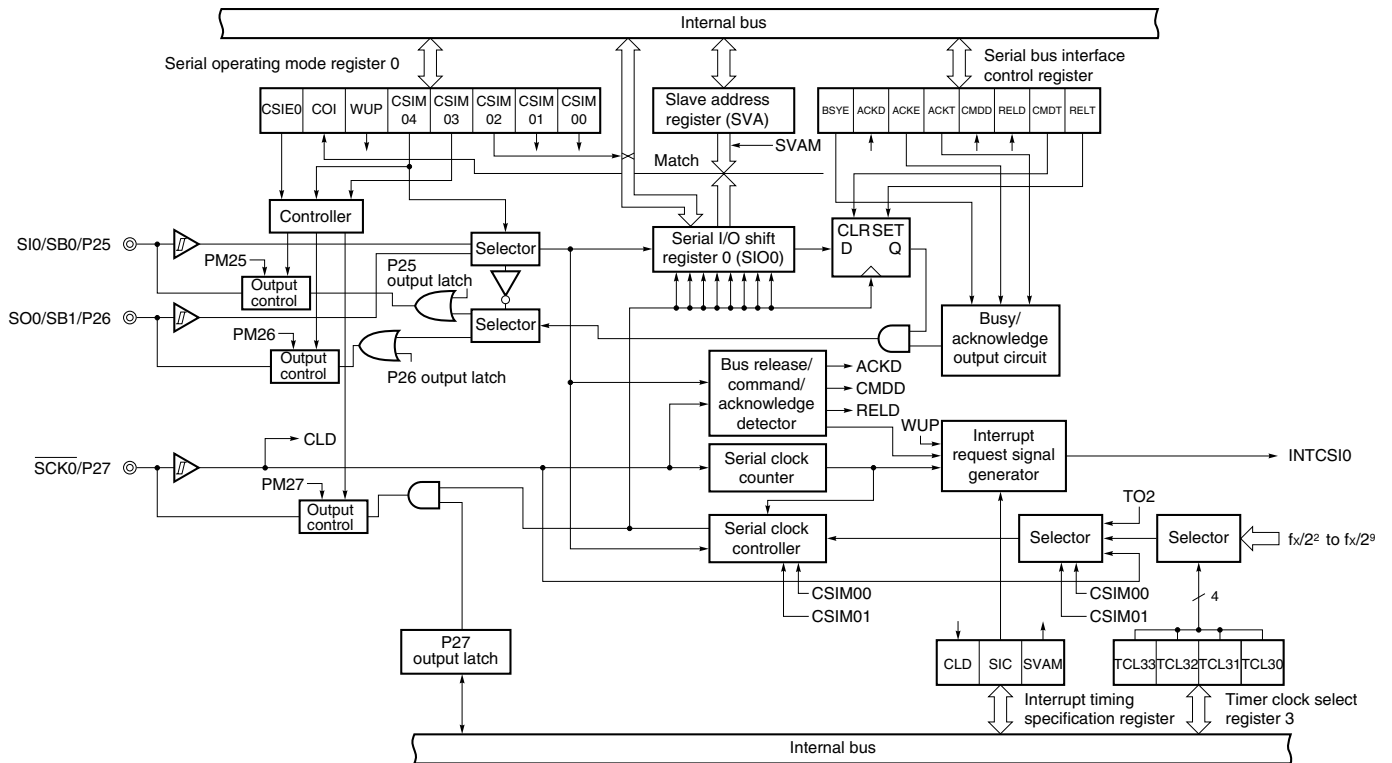 Internal bus
Serial operating mode register 0
Serial bus interface
control register
CSIE0 COI WUP CSIM 04 CSIM 03 CSIM 02 CSIM 01 CSIM 00
Slave address
register (SVA)
BSYE ACKD ACKE ACKT CMDD RELD CMDT RELT
SVAM
Match
Controller
SI0/SB0/P25
Selector
Serial I/O shift
register 0 (SIO0)
CLR SET
D Q
PM25
Output
control
P25
output latch
SO0/SB1/P26
Selector
Busy/
acknowledge
output circuit
PM26
Output
control
P26 output latch
Bus release/
command/
acknowledge
detector
ACKD
CMDD
RELD
WUP
CLD
Interrupt
request signal
generator
INTCSI0
SCK0/P27
Serial clock
counter
PM27
Output
control
TO2
Serial clock
controller
Selector
Selector
fx/2² to fx/2⁹
CSIM00
CSIM01
CSIM00
CSIM01
4
P27
output latch
CLD SIC SVAM
TCL33 TCL32 TCL31 TCL30
Interrupt timing
specification register
Timer clock select
register 3
Internal bus